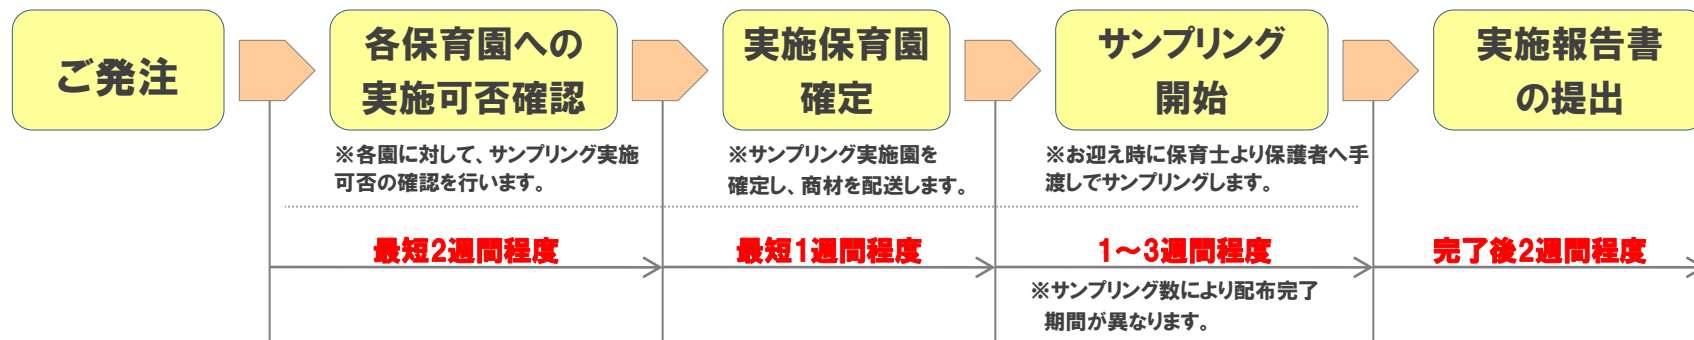 ご発注
各保育園への
実施可否確認
実施保育園
確定
サンプリング
開始
実施報告書
の提出
※各園に対して、サンプリング実施
可否の確認を行います。
※サンプリング実施園を
確定し、商材を配送します。
※お迎え時に保育士より保護者へ手
渡しでサンプリングします。
最短2週間程度
最短1週間程度
1～3週間程度
完了後2週間程度
※サンプリング数により配布完了
期間が異なります。